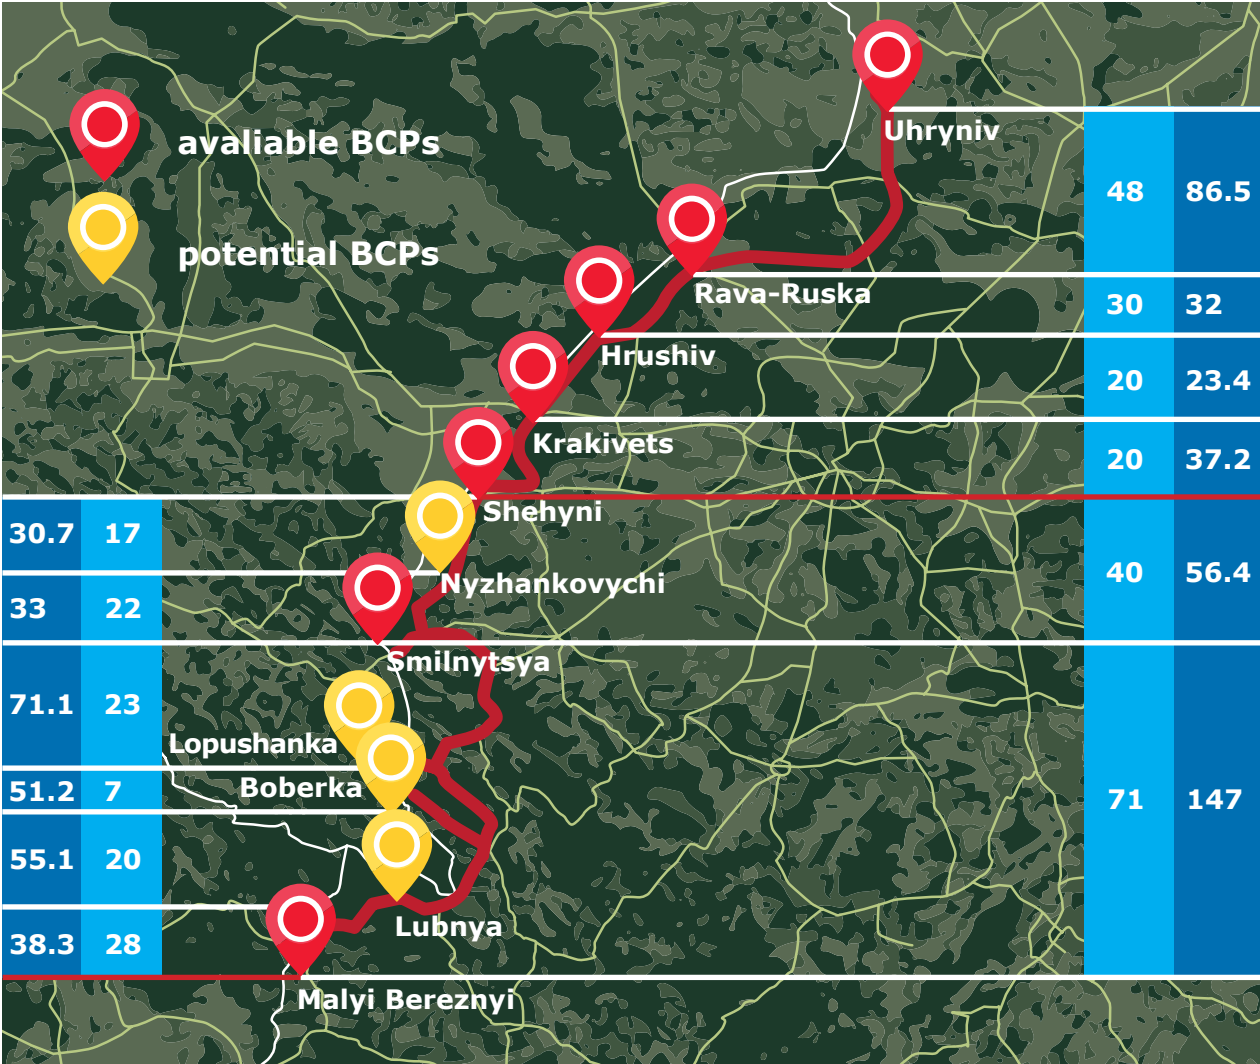 Uhryniv
avaliable BCPs
48 86.5
potential BCPs
Rava-Ruska
30 32
Hrushiv
20 23.4
Krakivets
20 37.2
Shehyni
30.7 17
Nyzhankovychi
40 56.4
33 22
Smilnytsya
71.1 23
Lopushanka
Boberka
51.2 7
71 147
55.1 20
Lubnya
38.3 28
Malyi Bereznyi